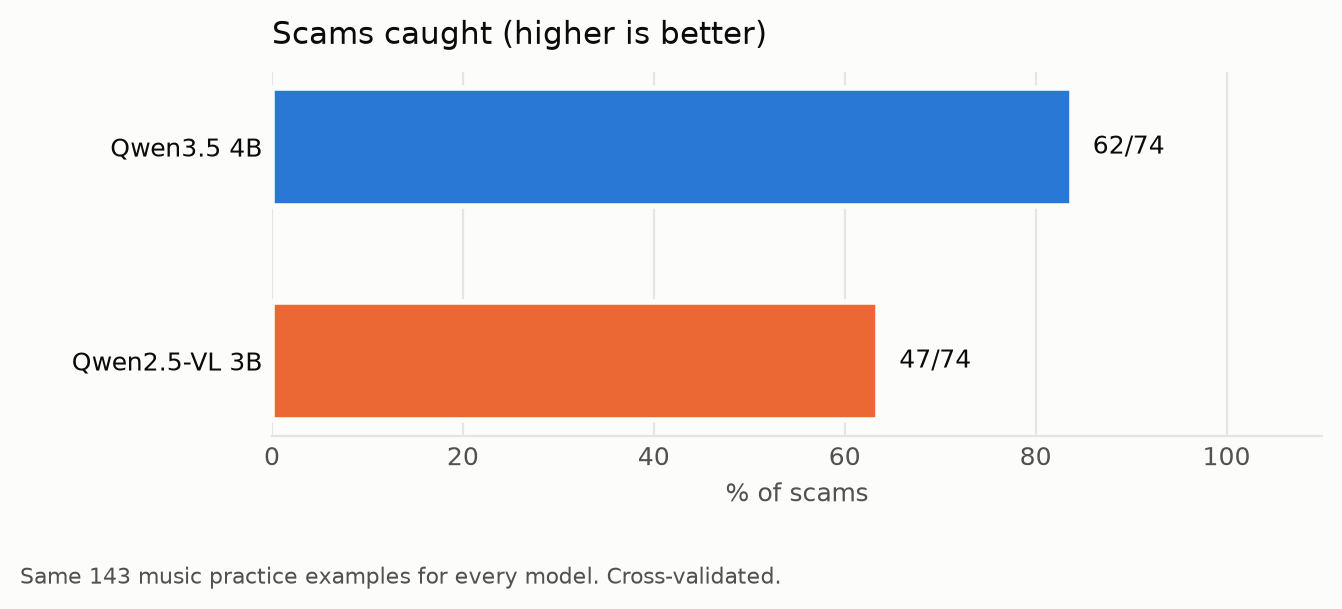 Scams caught (higher is better)
Qwen3.5 4B
62/74
Qwen2.5-VL 3B
47/74
0 20 40 60 80 100
% of scams
Same 143 music practice examples for every model. Cross-validated.